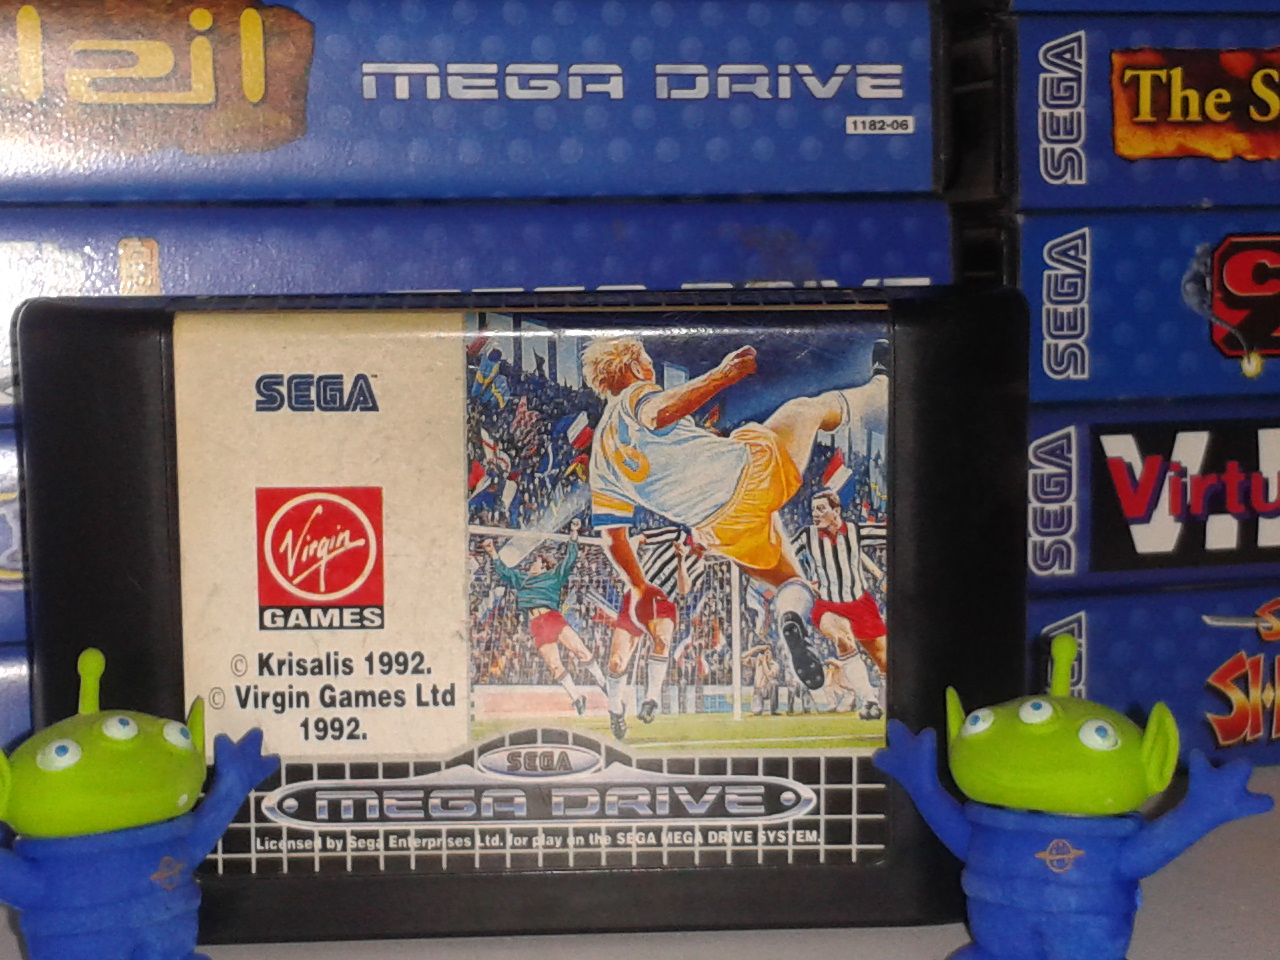 MEGA DRIVE
1182-06
SEGA
The S
SEGA
SEGA
Virtu
SEGA™
Virgin
GAMES
© Krisalis 1992.
© Virgin Games Ltd
1992.
SEGA
MEGA DRIVE
Licensed by Sega Enterprises Ltd. for play on the SEGA MEGA DRIVE SYSTEM.